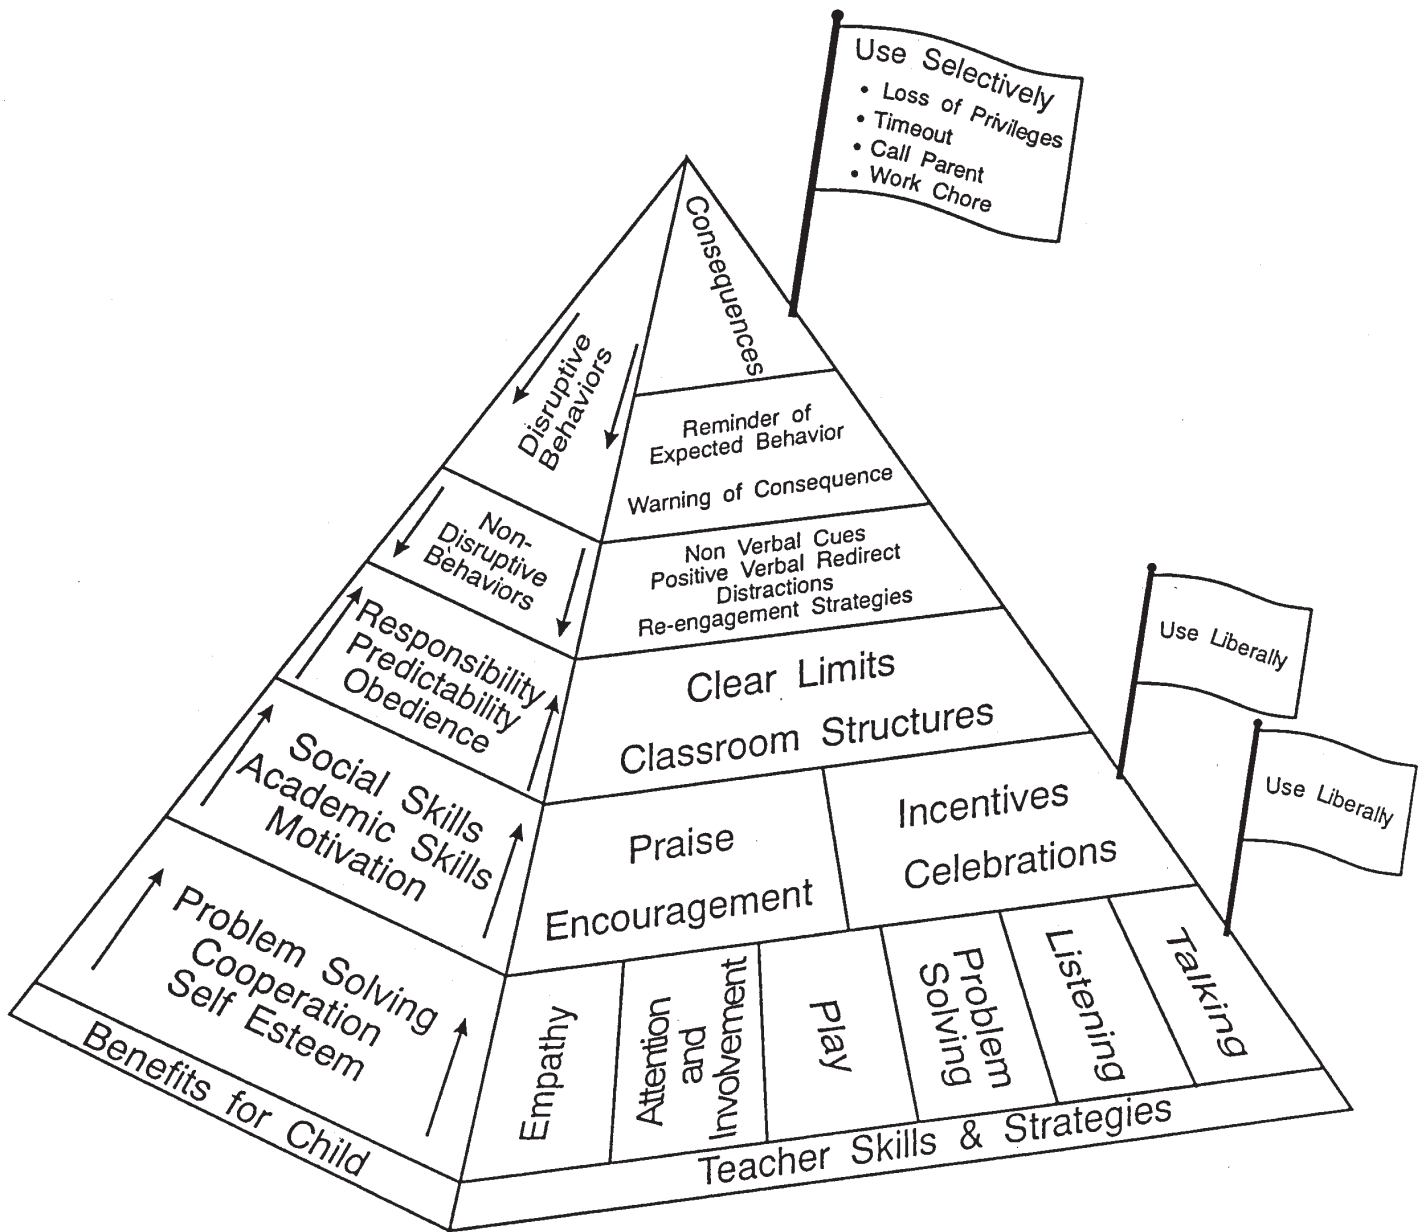 Use Selectively
• Loss of Privileges
• Timeout
• Call Parent
• Work Chore
Consequences
Disruptive
Behaviors
Reminder of
Expected Behavior
Warning of Consequence
Non-
Disruptive
Behaviors
Non Verbal Cues
Positive Verbal Redirect
Distractions
Re-engagement Strategies
Responsibility
Predictability
Obedience
Clear Limits
Classroom Structures
Use Liberally
Social Skills
Academic Skills
Motivation
Praise
Encouragement
Incentives
Celebrations
Use Liberally
Problem Solving
Cooperation
Self Esteem
Empathy
Attention
and
Involvement
Play
Problem
Solving
Listening
Talking
Benefits for Child
Teacher Skills & Strategies